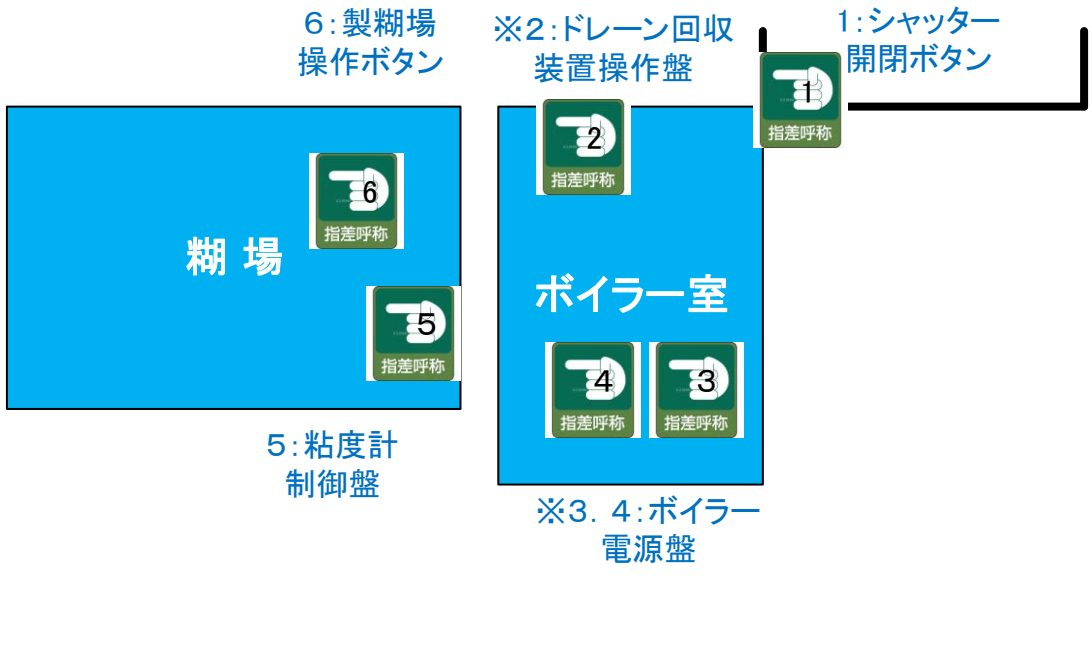 6:製糊場
操作ボタン
※2:ドレーン回収
装置操作盤
1:シャッター
開閉ボタン
1
指差呼称
2
指差呼称
6
指差呼称
糊 場
ボイラー室
5
指差呼称
4
指差呼称
3
指差呼称
5:粘度計
制御盤
※3.4:ボイラー
電源盤